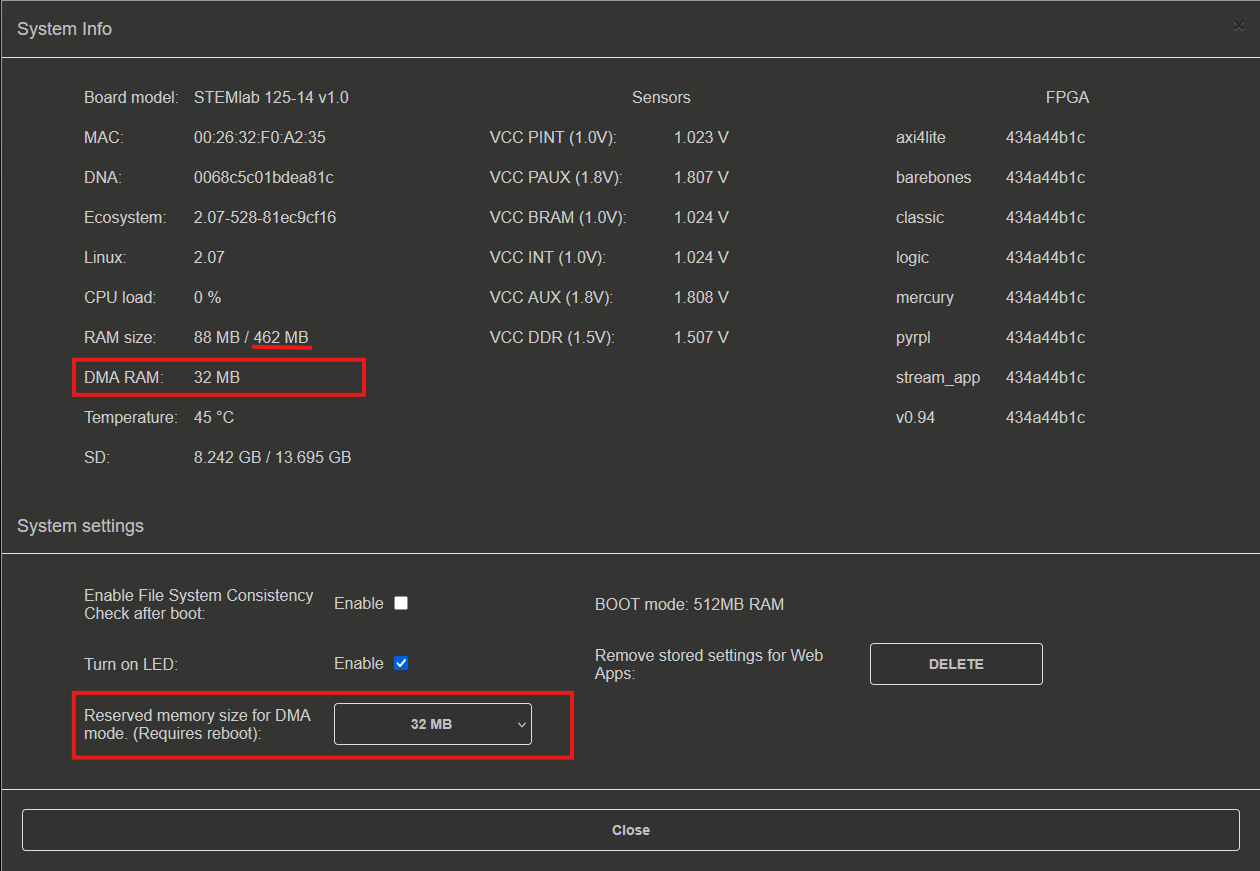 System Info
×
Board model: STEMlab 125-14 v1.0 Sensors FPGA
MAC: 00:26:32:F0:A2:35 VCC PINT (1.0V): 1.023 V axi4lite 434a44b1c
DNA: 0068c5c01bdea81c VCC PAUX (1.8V): 1.807 V barebones 434a44b1c
Ecosystem: 2.07-528-81ec9cf16 VCC BRAM (1.0V): 1.024 V classic 434a44b1c
Linux: 2.07 VCC INT (1.0V): 1.024 V logic 434a44b1c
CPU load: 0 % VCC AUX (1.8V): 1.808 V mercury 434a44b1c
RAM size: 88 MB / 462 MB VCC DDR (1.5V): 1.507 V pyrpl 434a44b1c
DMA RAM: 32 MB stream_app 434a44b1c
Temperature: 45 °C v0.94 434a44b1c
SD: 8.242 GB / 13.695 GB
System settings
Enable File System Consistency
Check after boot:
Enable
BOOT mode: 512MB RAM
Turn on LED:
Enable
Remove stored settings for Web
Apps:
DELETE
Reserved memory size for DMA
mode. (Requires reboot):
32 MB
Close